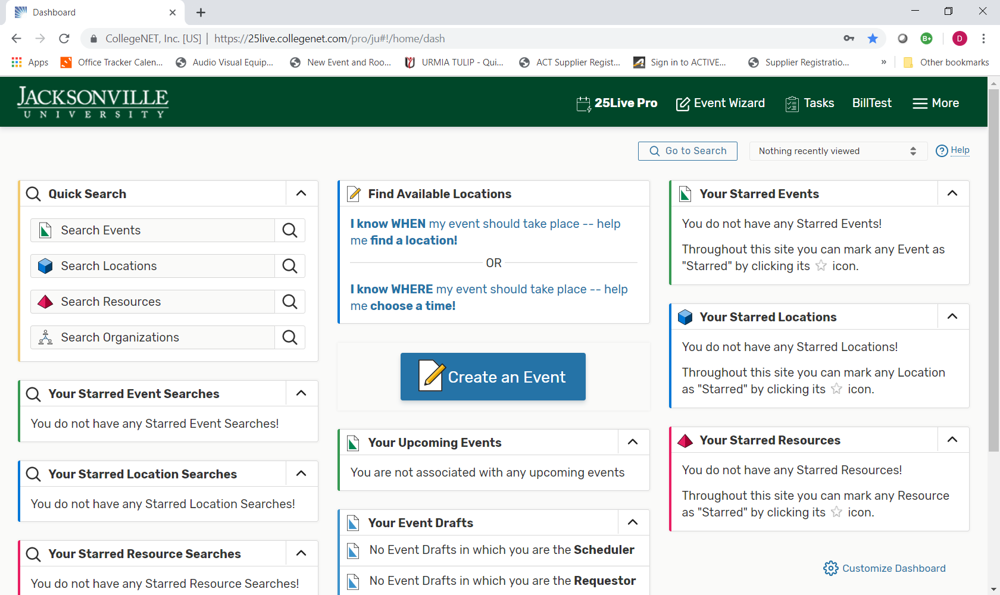 Dashboard
CollegeNET, Inc. [US] | https://25live.collegenet.com/pro/ju#!/home/dash
B+
D
Apps
Office Tracker Calen...
Audio Visual Equip...
New Event and Roo...
URMIA TULIP - Qui...
ACT Supplier Regist...
Sign in to ACTIVE...
Supplier Registratio...
»
Other bookmarks
JACKSONVILLE
UNIVERSITY
25Live Pro
Event Wizard
Tasks
BillTest
More
Go to Search
Nothing recently viewed
Help
Quick Search
Search Events
Search Locations
Search Resources
Search Organizations
Your Starred Event Searches
You do not have any Starred Event Searches!
Your Starred Location Searches
You do not have any Starred Location Searches!
Your Starred Resource Searches
You do not have any Starred Resource Searches!
Find Available Locations
I know WHEN my event should take place -- help
me find a location!
OR
I know WHERE my event should take place -- help
me choose a time!
Create an Event
Your Upcoming Events
You are not associated with any upcoming events
Your Event Drafts
No Event Drafts in which you are the Scheduler
No Event Drafts in which you are the Requestor
Your Starred Events
You do not have any Starred Events!
Throughout this site you can mark any Event as
"Starred" by clicking its ☆ icon.
Your Starred Locations
You do not have any Starred Locations!
Throughout this site you can mark any Location
as "Starred" by clicking its ☆ icon.
Your Starred Resources
You do not have any Starred Resources!
Throughout this site you can mark any Resource
as "Starred" by clicking its ☆ icon.
Customize Dashboard